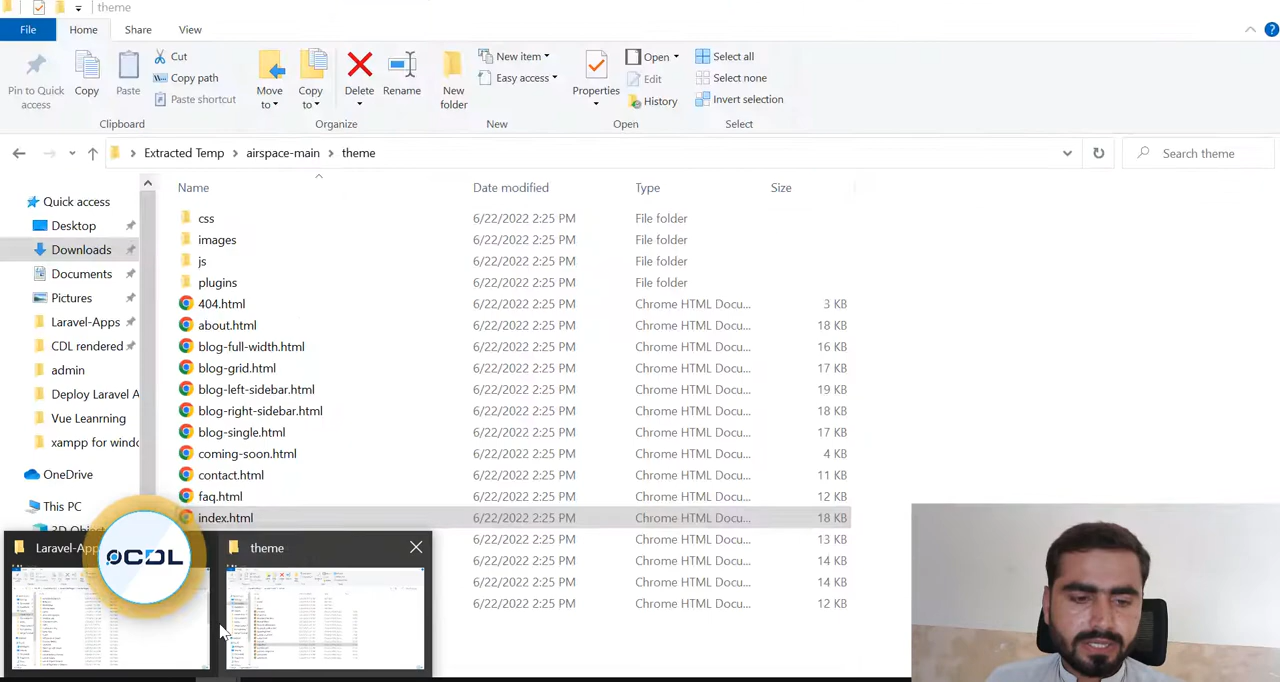 theme
File Home Share View
Pin to Quick access
Copy
Paste
Cut
Copy path
Paste shortcut
Clipboard
Move to
Copy to
Delete
Rename
Organize
New folder
New item
Easy access
New
Properties
Open
Edit
History
Open
Select all
Select none
Invert selection
Select
Extracted Temp > airspace-main > theme
Search theme
Quick access
Desktop
Downloads
Documents
Pictures
Laravel-Apps
CDL rendered
admin
Deploy Laravel A
Vue Leanrning
xampp for windo
OneDrive
This PC
3D Objec
Name Date modified Type Size
css 6/22/2022 2:25 PM File folder
images 6/22/2022 2:25 PM File folder
js 6/22/2022 2:25 PM File folder
plugins 6/22/2022 2:25 PM File folder
404.html 6/22/2022 2:25 PM Chrome HTML Docu... 3 KB
about.html 6/22/2022 2:25 PM Chrome HTML Docu... 18 KB
blog-full-width.html 6/22/2022 2:25 PM Chrome HTML Docu... 16 KB
blog-grid.html 6/22/2022 2:25 PM Chrome HTML Docu... 17 KB
blog-left-sidebar.html 6/22/2022 2:25 PM Chrome HTML Docu... 19 KB
blog-right-sidebar.html 6/22/2022 2:25 PM Chrome HTML Docu... 18 KB
blog-single.html 6/22/2022 2:25 PM Chrome HTML Docu... 17 KB
coming-soon.html 6/22/2022 2:25 PM Chrome HTML Docu... 4 KB
contact.html 6/22/2022 2:25 PM Chrome HTML Docu... 11 KB
faq.html 6/22/2022 2:25 PM Chrome HTML Docu... 12 KB
index.html 6/22/2022 2:25 PM Chrome HTML Docu... 18 KB
6/22/2022 2:25 PM Chrome HTML Docu... 13 KB
6/22/2022 2:25 PM Chrome HTML Docu... 14 KB
6/22/2022 2:25 PM Chrome HTML Docu... 14 KB
6/22/2022 2:25 PM Chrome HTML Docu... 12 KB
Laravel-App
theme
CDL